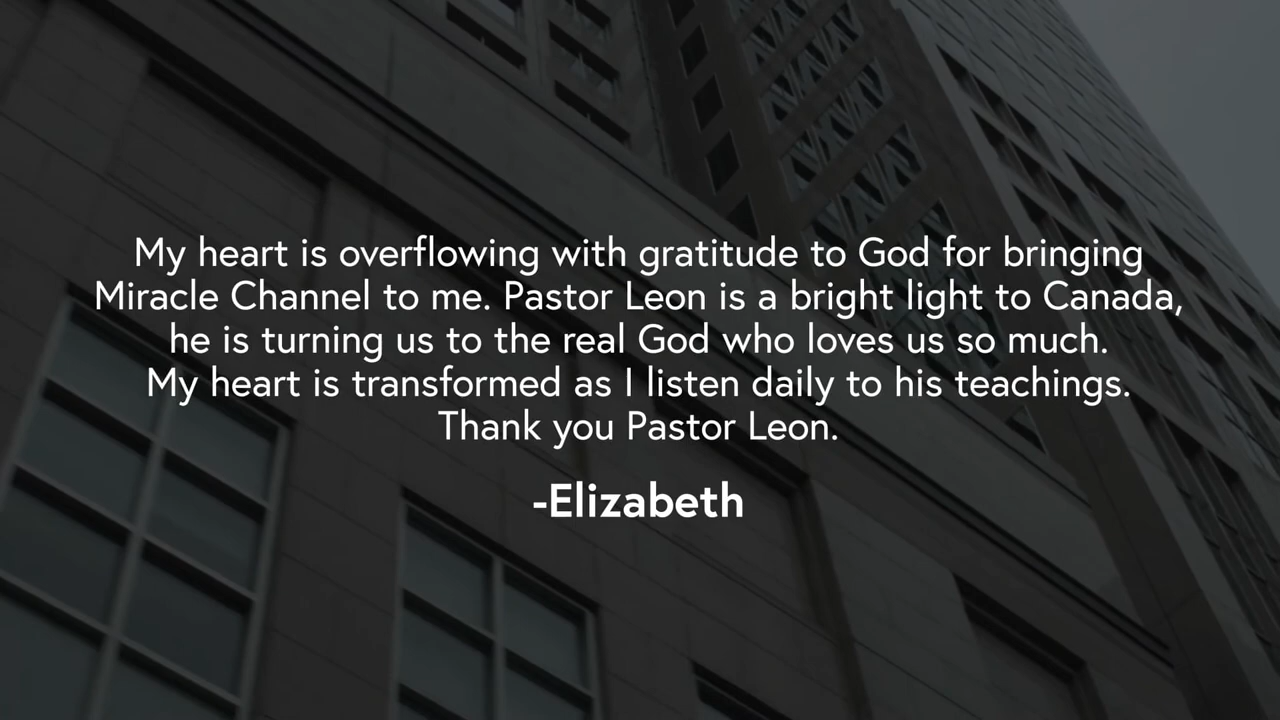 My heart is overflowing with gratitude to God for bringing
Miracle Channel to me. Pastor Leon is a bright light to Canada,
he is turning us to the real God who loves us so much.
My heart is transformed as I listen daily to his teachings.
Thank you Pastor Leon.
-Elizabeth